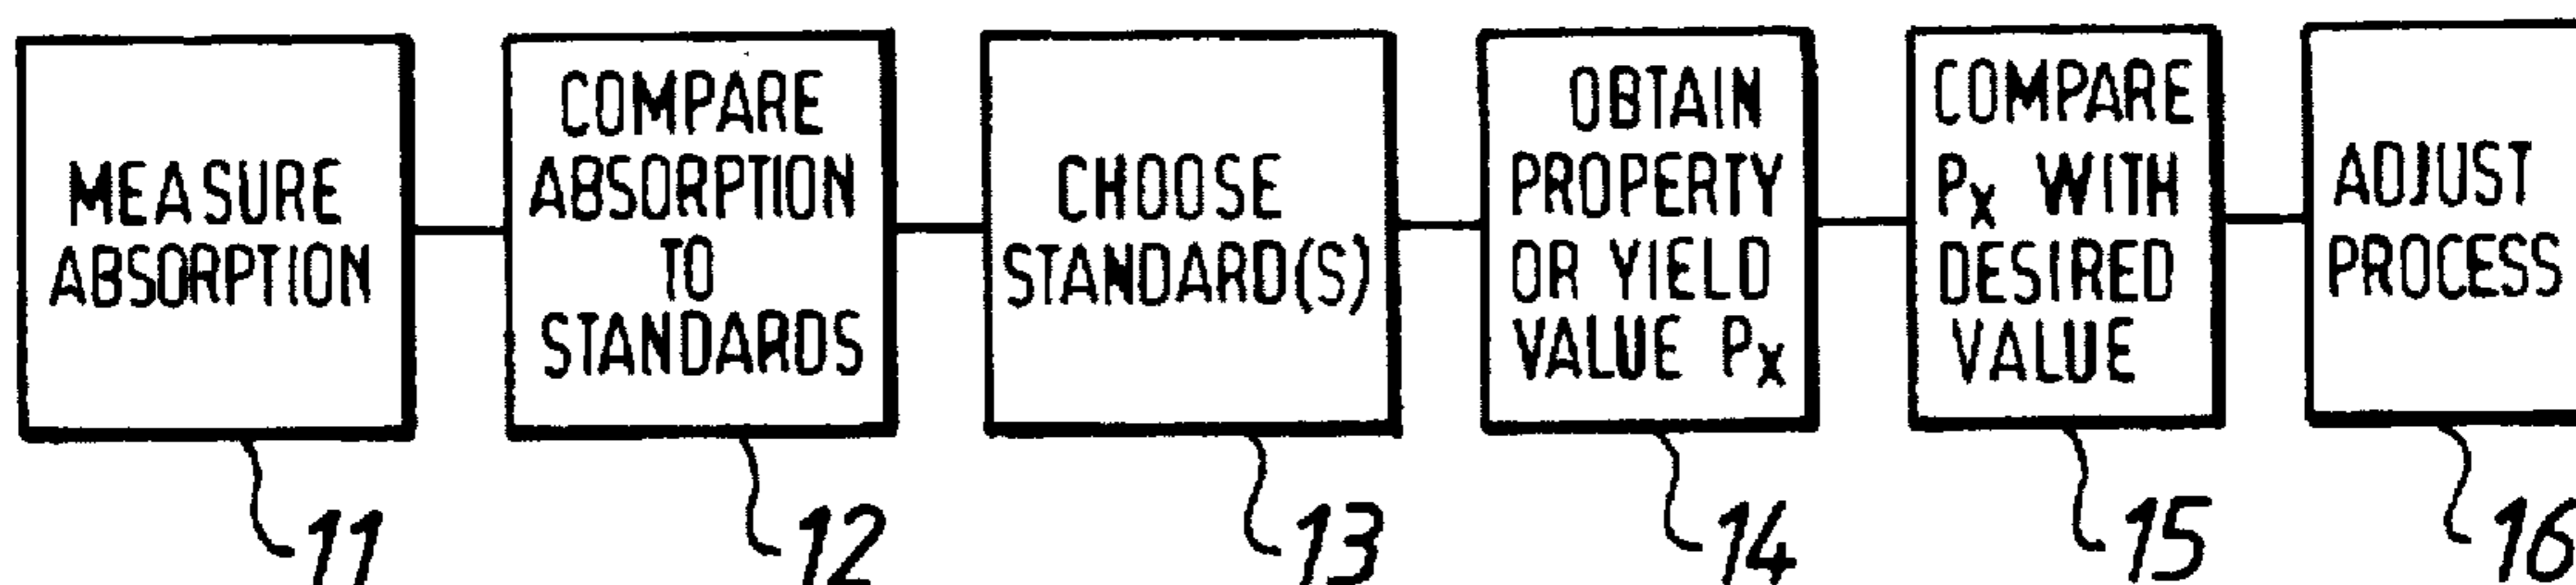 MEASURE
ABSORPTION
COMPARE
ABSORPTION
TO
STANDARDS
CHOOSE
STANDARD(S)
OBTAIN
PROPERTY
OR YIELD
VALUE Px
COMPARE
Px WITH
DESIRED
VALUE
ADJUST
PROCESS
11
12
13
14
15
16